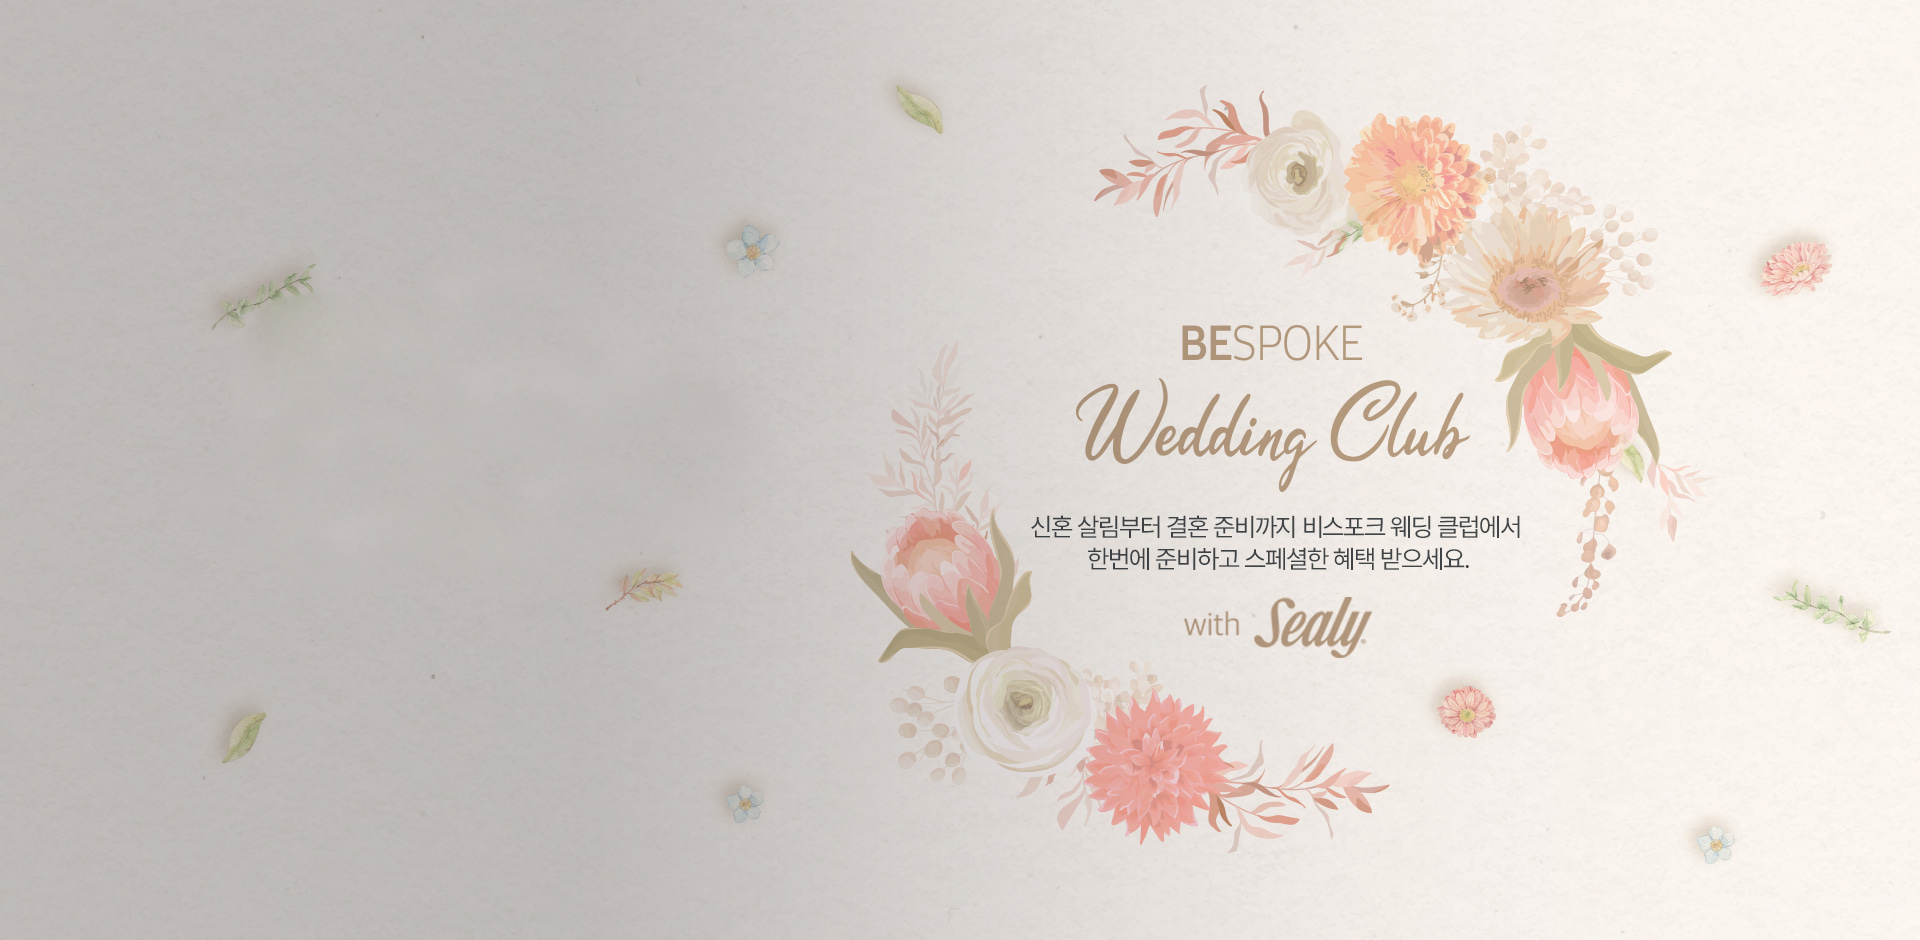 BESPOKE
Wedding Club
신혼 살림부터 결혼 준비까지 비스포크 웨딩 클럽에서
한번에 준비하고 스페셜한 혜택 받으세요.
with Sealy